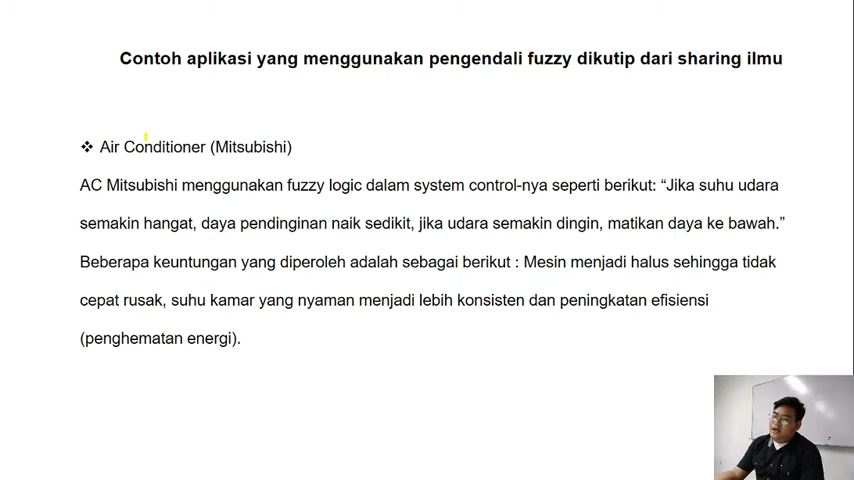 Contoh aplikasi yang menggunakan pengendali fuzzy dikutip dari sharing ilmu
❖ Air Conditioner (Mitsubishi)
AC Mitsubishi menggunakan fuzzy logic dalam system control-nya seperti berikut: “Jika suhu udara
semakin hangat, daya pendinginan naik sedikit, jika udara semakin dingin, matikan daya ke bawah.”
Beberapa keuntungan yang diperoleh adalah sebagai berikut : Mesin menjadi halus sehingga tidak
cepat rusak, suhu kamar yang nyaman menjadi lebih konsisten dan peningkatan efisiensi
(penghematan energi).